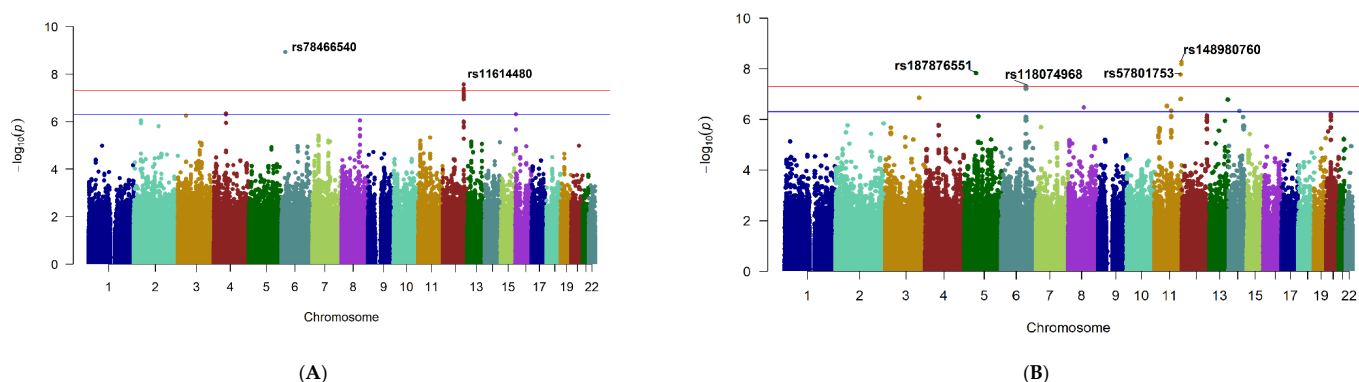 10
8
6
4
2
0
−log10(p)
rs78466540
rs11614480
1 2 3 4 5 6 7 8 9 10 11 13 15 17 19 22
Chromosome
(A)
10
8
6
4
2
0
−log10(p)
rs187876551
rs118074968
rs57801753
rs148980760
1 2 3 4 5 6 7 8 9 10 11 13 15 17 19 22
Chromosome
(B)